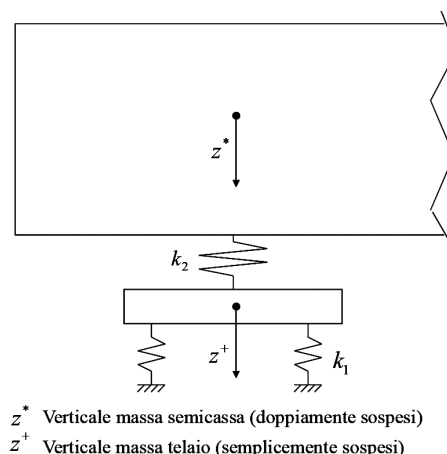 z*
k₂
z⁺
k₁
z* Verticale massa semicassa (doppiamente sospesi)
z⁺ Verticale massa telaio (semplicemente sospesi)